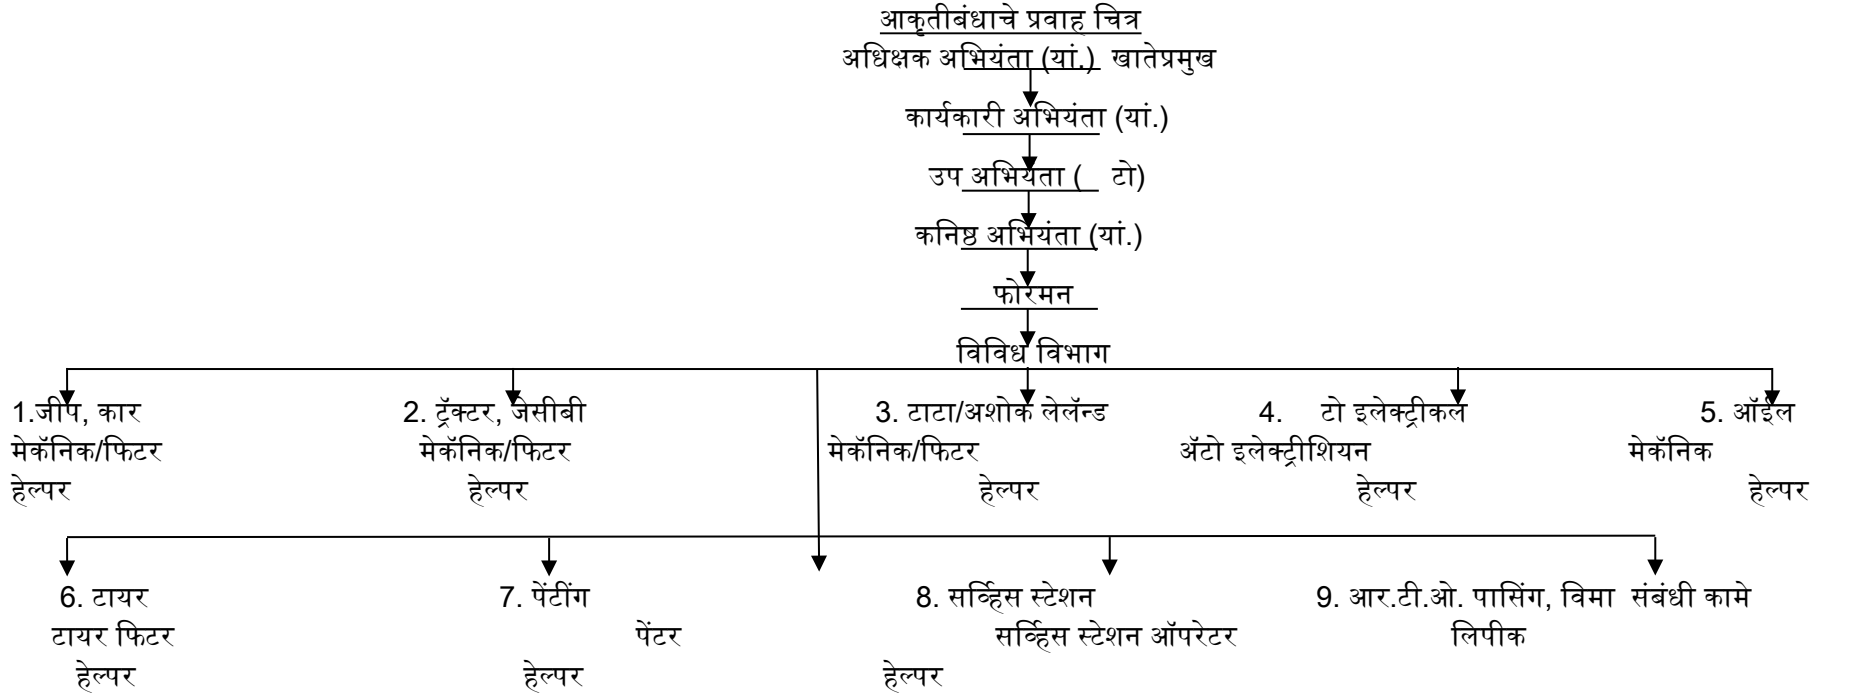 आकृतीबंधाचे प्रवाह चित्र
अधिक्षक अभियंता (यां.) खातेप्रमुख
कार्यकारी अभियंता (यां.)
उप अभियंता ( टो)
कनिष्ठ अभियंता (यां.)
फोरमन
विविध विभाग
1.जीप, कार 2. ट्रॅक्टर, जेसीबी 3. टाटा/अशोक लेलॅन्ड 4. टो इलेक्ट्रीकल 5. ऑईल
मेकॅनिक/फिटर मेकॅनिक/फिटर मेकॅनिक/फिटर ॲटो इलेक्ट्रीशियन मेकॅनिक
हेल्पर हेल्पर हेल्पर हेल्पर हेल्पर
6. टायर 7. पेंटींग 8. सर्व्हिस स्टेशन 9. आर.टी.ओ. पासिंग, विमा संबंधी कामे
टायर फिटर पेंटर सर्व्हिस स्टेशन ऑपरेटर लिपीक
हेल्पर हेल्पर हेल्पर